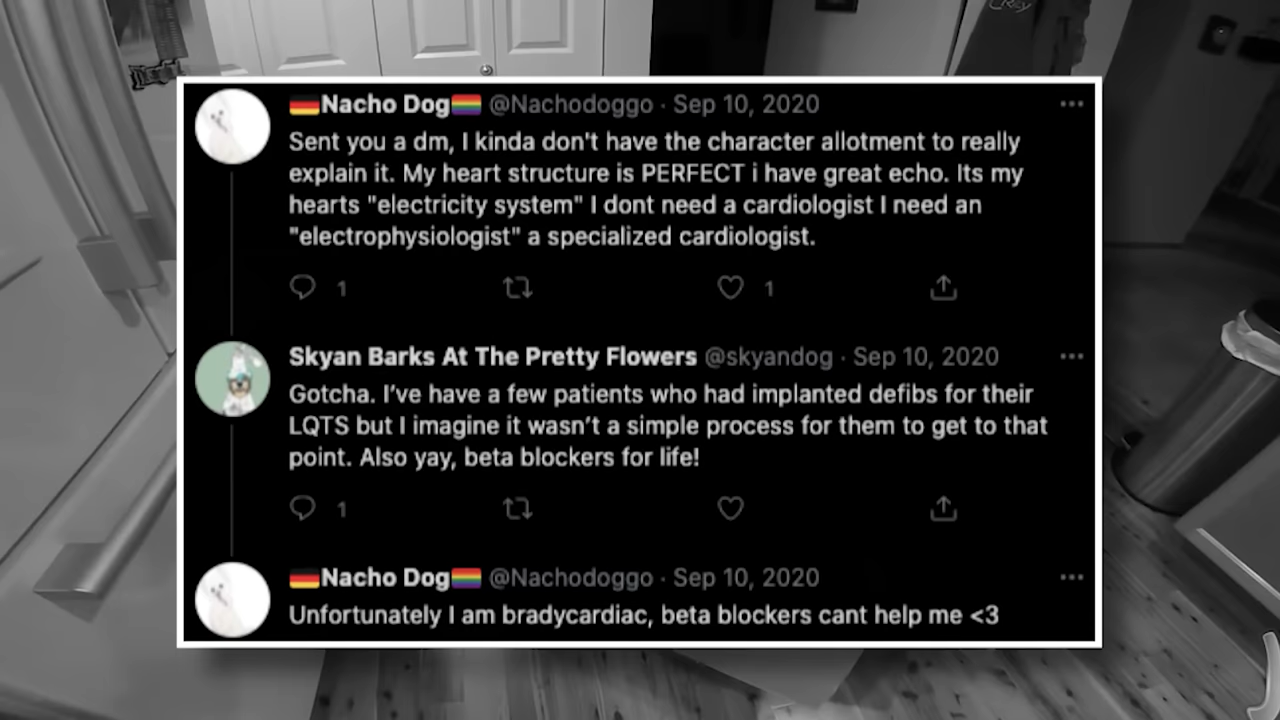 🇩🇪Nacho Dog🏳️‍🌈 @Nachodoggo · Sep 10, 2020
Sent you a dm, I kinda don't have the character allotment to really
explain it. My heart structure is PERFECT i have great echo. Its my
hearts "electricity system" I dont need a cardiologist I need an
"electrophysiologist" a specialized cardiologist.
1 1
Skyan Barks At The Pretty Flowers @skyandog · Sep 10, 2020
Gotcha. I’ve have a few patients who had implanted defibs for their
LQTS but I imagine it wasn’t a simple process for them to get to that
point. Also yay, beta blockers for life!
1
🇩🇪Nacho Dog🏳️‍🌈 @Nachodoggo · Sep 10, 2020
Unfortunately I am bradycardiac, beta blockers cant help me <3